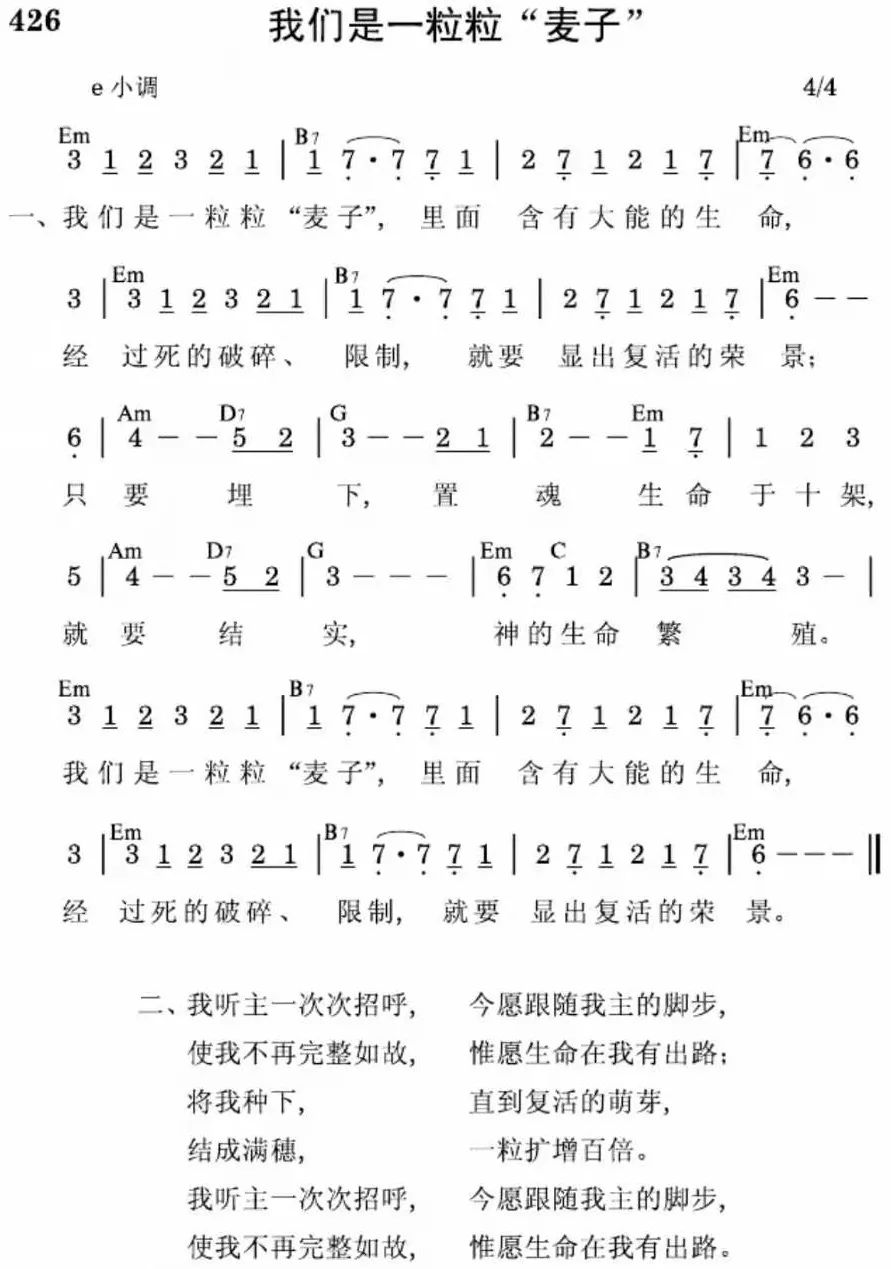 426
我们是一粒粒“麦子”
e 小调 4/4
Em B7 Em
3 1 2 3 2 1 | 1 7 · 7 7 1 | 2 7 1 2 1 7 | 7 6 · 6
一、我们是一粒粒“麦子”, 里面 含有大能的生 命,
Em B7 Em
3 | 3 1 2 3 2 1 | 1 7 · 7 7 1 | 2 7 1 2 1 7 | 6 – –
经 过死的破碎、 限制, 就要 显出复活的荣 景;
Am D7 G B7 Em
6 | 4 – – 5 2 | 3 – – 2 1 | 2 – – 1 7 | 1 2 3
只 要 埋 下, 置 魂 生 命 于 十 架,
Am D7 G Em C B7
5 | 4 – – 5 2 | 3 – – – | 6 7 1 2 | 3 4 3 4 3 – |
就 要 结 实, 神的生命 繁 殖。
Em B7 Em
3 1 2 3 2 1 | 1 7 · 7 7 1 | 2 7 1 2 1 7 | 7 6 · 6
我们是一粒粒“麦子”, 里面 含有大能的生 命,
Em B7 Em
3 | 3 1 2 3 2 1 | 1 7 · 7 7 1 | 2 7 1 2 1 7 | 6 – – – ‖
经 过死的破碎、 限制, 就要 显出复活的荣 景。
二、我听主一次次招呼, 今愿跟随我主的脚步,
使我不再完整如故, 惟愿生命在我有出路;
将我种下, 直到复活的萌芽,
结成满穗, 一粒扩增百倍。
我听主一次次招呼, 今愿跟随我主的脚步,
使我不再完整如故, 惟愿生命在我有出路。